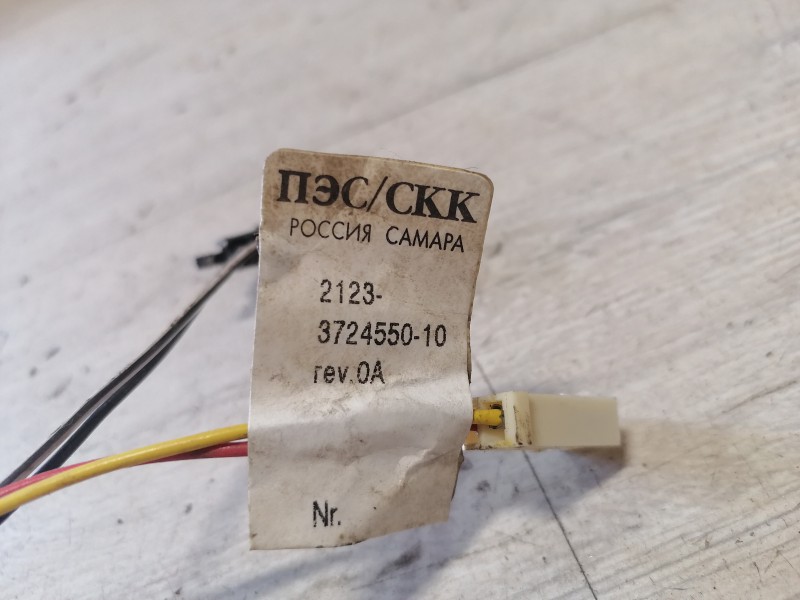 ПЭС/СКК
РОССИЯ САМАРА
2123-
3724550-10
rev.0A
Nr.